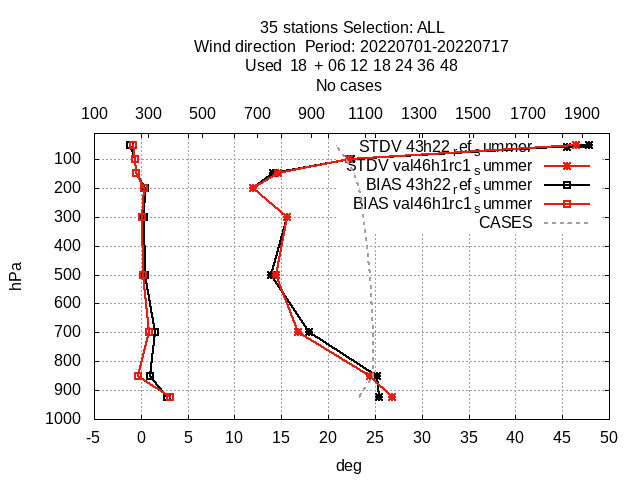 35 stations Selection: ALL
Wind direction  Period: 20220701-20220717
Used  18  + 06 12 18 24 36 48
No cases
100 300 500 700 900 1100 1300 1500 1700 1900
STDV 43h22_ref_summer
STDV val46h1rc1_summer
BIAS 43h22_ref_summer
BIAS val46h1rc1_summer
CASES
hPa
100
200
300
400
500
600
700
800
900
1000
-5 0 5 10 15 20 25 30 35 40 45 50
deg